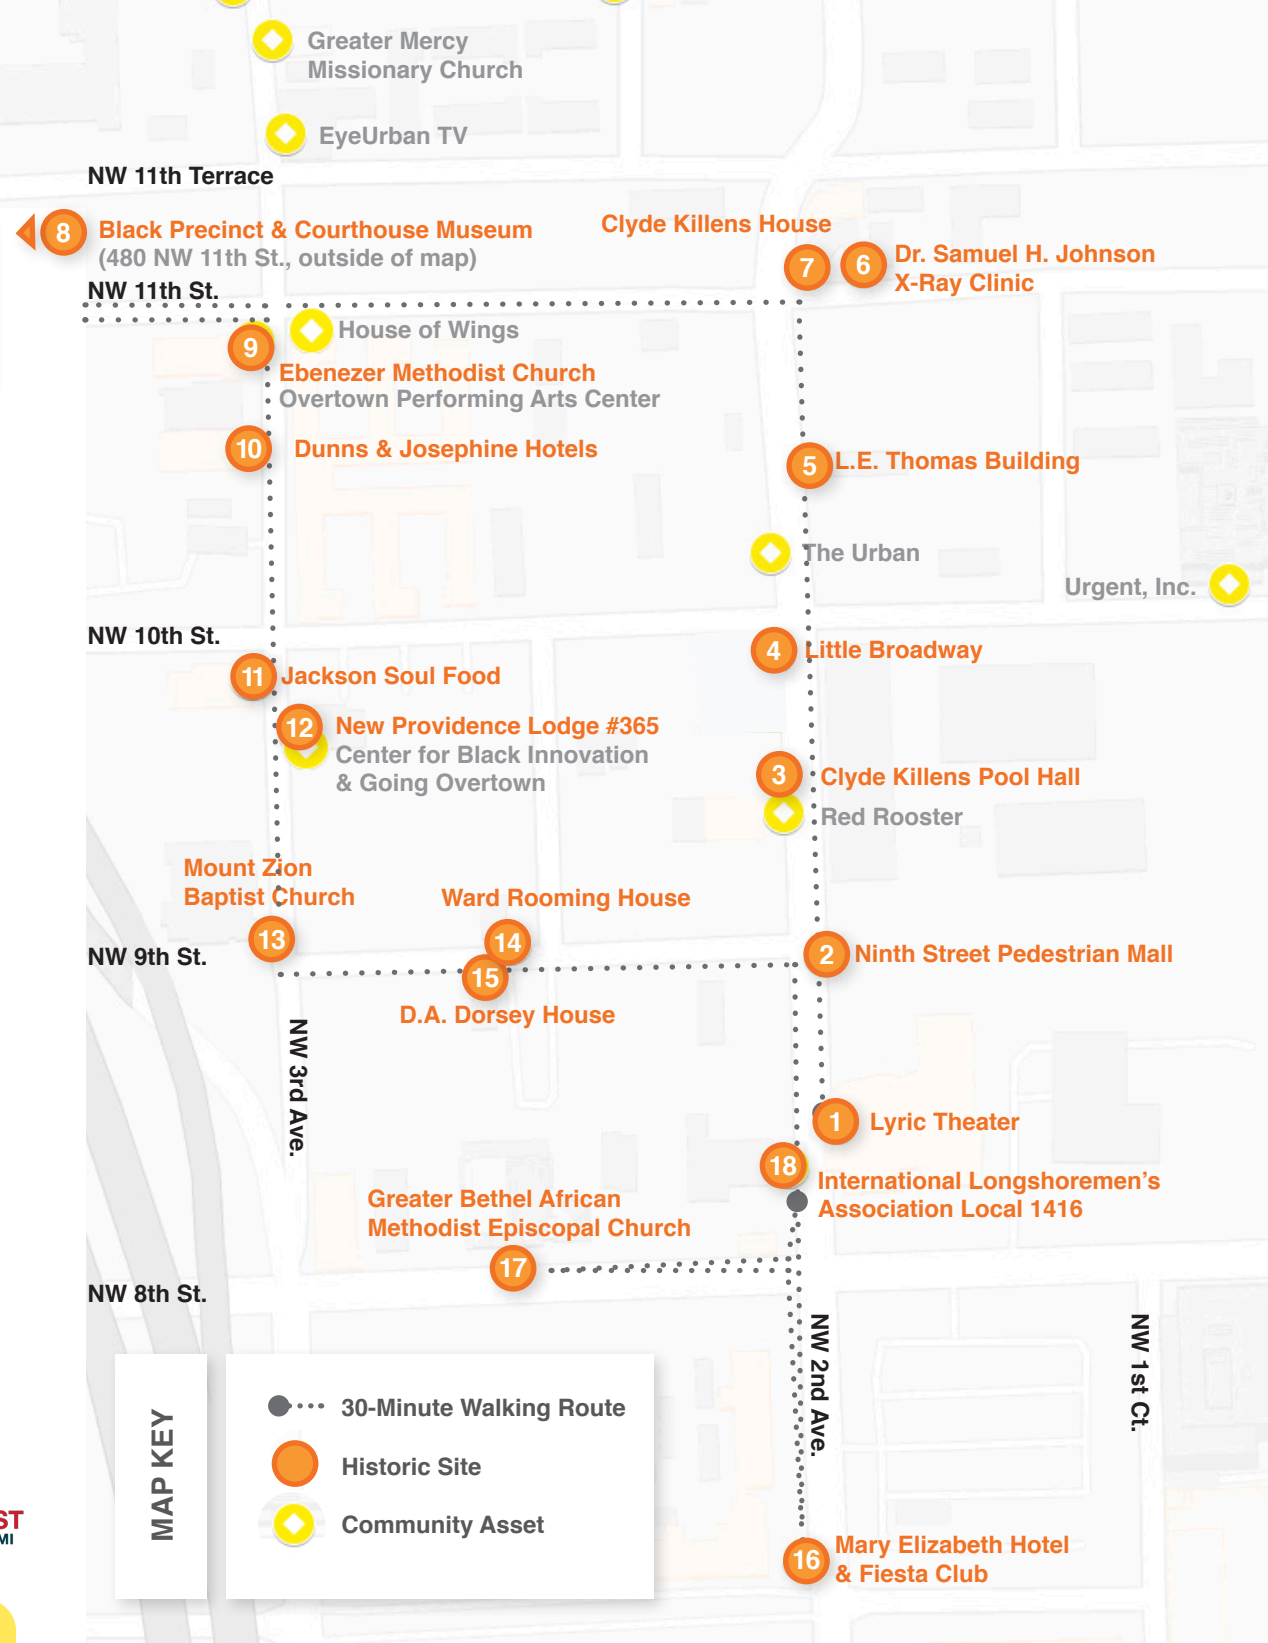 Greater Mercy
Missionary Church
EyeUrban TV
NW 11th Terrace
8
Black Precinct & Courthouse Museum
(480 NW 11th St., outside of map)
Clyde Killens House
7
6
Dr. Samuel H. Johnson
X-Ray Clinic
NW 11th St.
House of Wings
9
Ebenezer Methodist Church
Overtown Performing Arts Center
10
Dunns & Josephine Hotels
5
L.E. Thomas Building
The Urban
Urgent, Inc.
NW 10th St.
4
Little Broadway
11
Jackson Soul Food
12
New Providence Lodge #365
Center for Black Innovation
& Going Overtown
3
Clyde Killens Pool Hall
Red Rooster
Mount Zion
Baptist Church
13
Ward Rooming House
14
NW 9th St.
15
D.A. Dorsey House
2
Ninth Street Pedestrian Mall
NW 3rd Ave.
1
Lyric Theater
18
International Longshoremen’s
Association Local 1416
Greater Bethel African
Methodist Episcopal Church
17
NW 8th St.
NW 2nd Ave.
NW 1st Ct.
MAP KEY
30-Minute Walking Route
Historic Site
Community Asset
16
Mary Elizabeth Hotel
& Fiesta Club
ST
MI